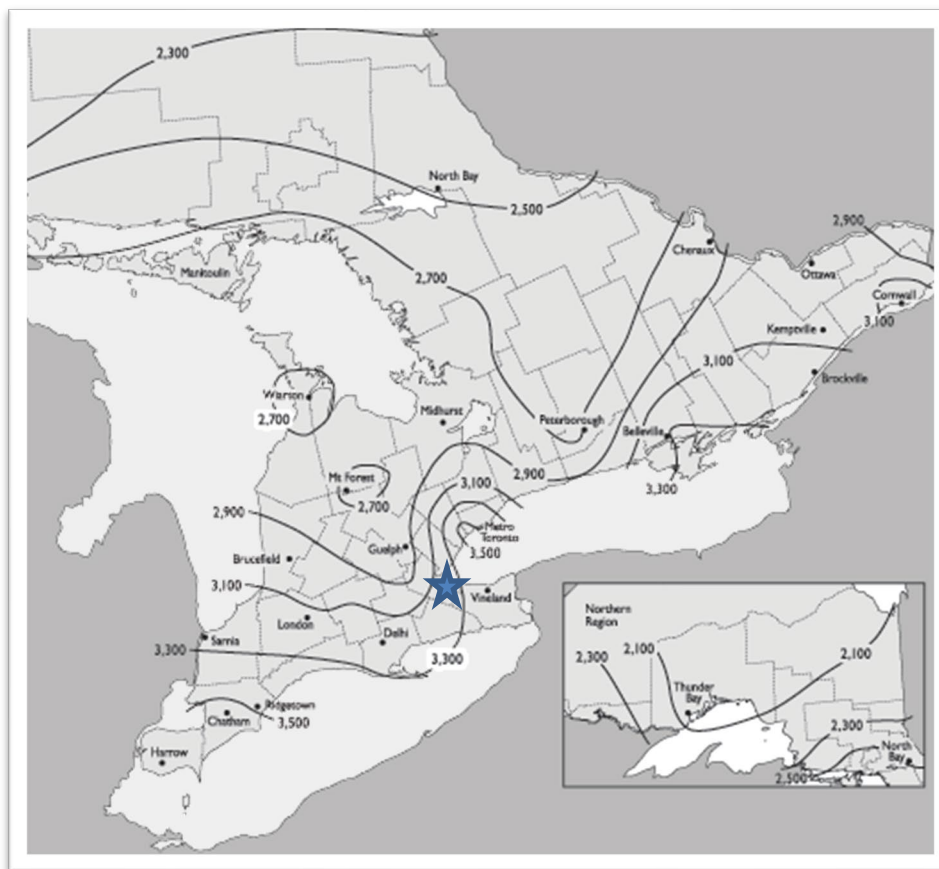 2,300
North Bay
2,500
2,900
Chenaux
Ottawa
Manitoulin
2,700
Cornwall
3,100
Kemptville
3,100
Brockville
Wiarton
2,700
Midhurst
Peterborough
Belleville
2,900
Mt Forest
3,100
3,300
2,700
2,900
Metro
Toronto
Guelph
3,500
Brucefield
3,100
Vineland
London
Sarnia
Delhi
3,300
3,300
Ridgetown
Chatham
3,500
Harrow
Northern
Region
2,300
2,100
2,100
Thunder
Bay
2,300
North
Bay
2,500